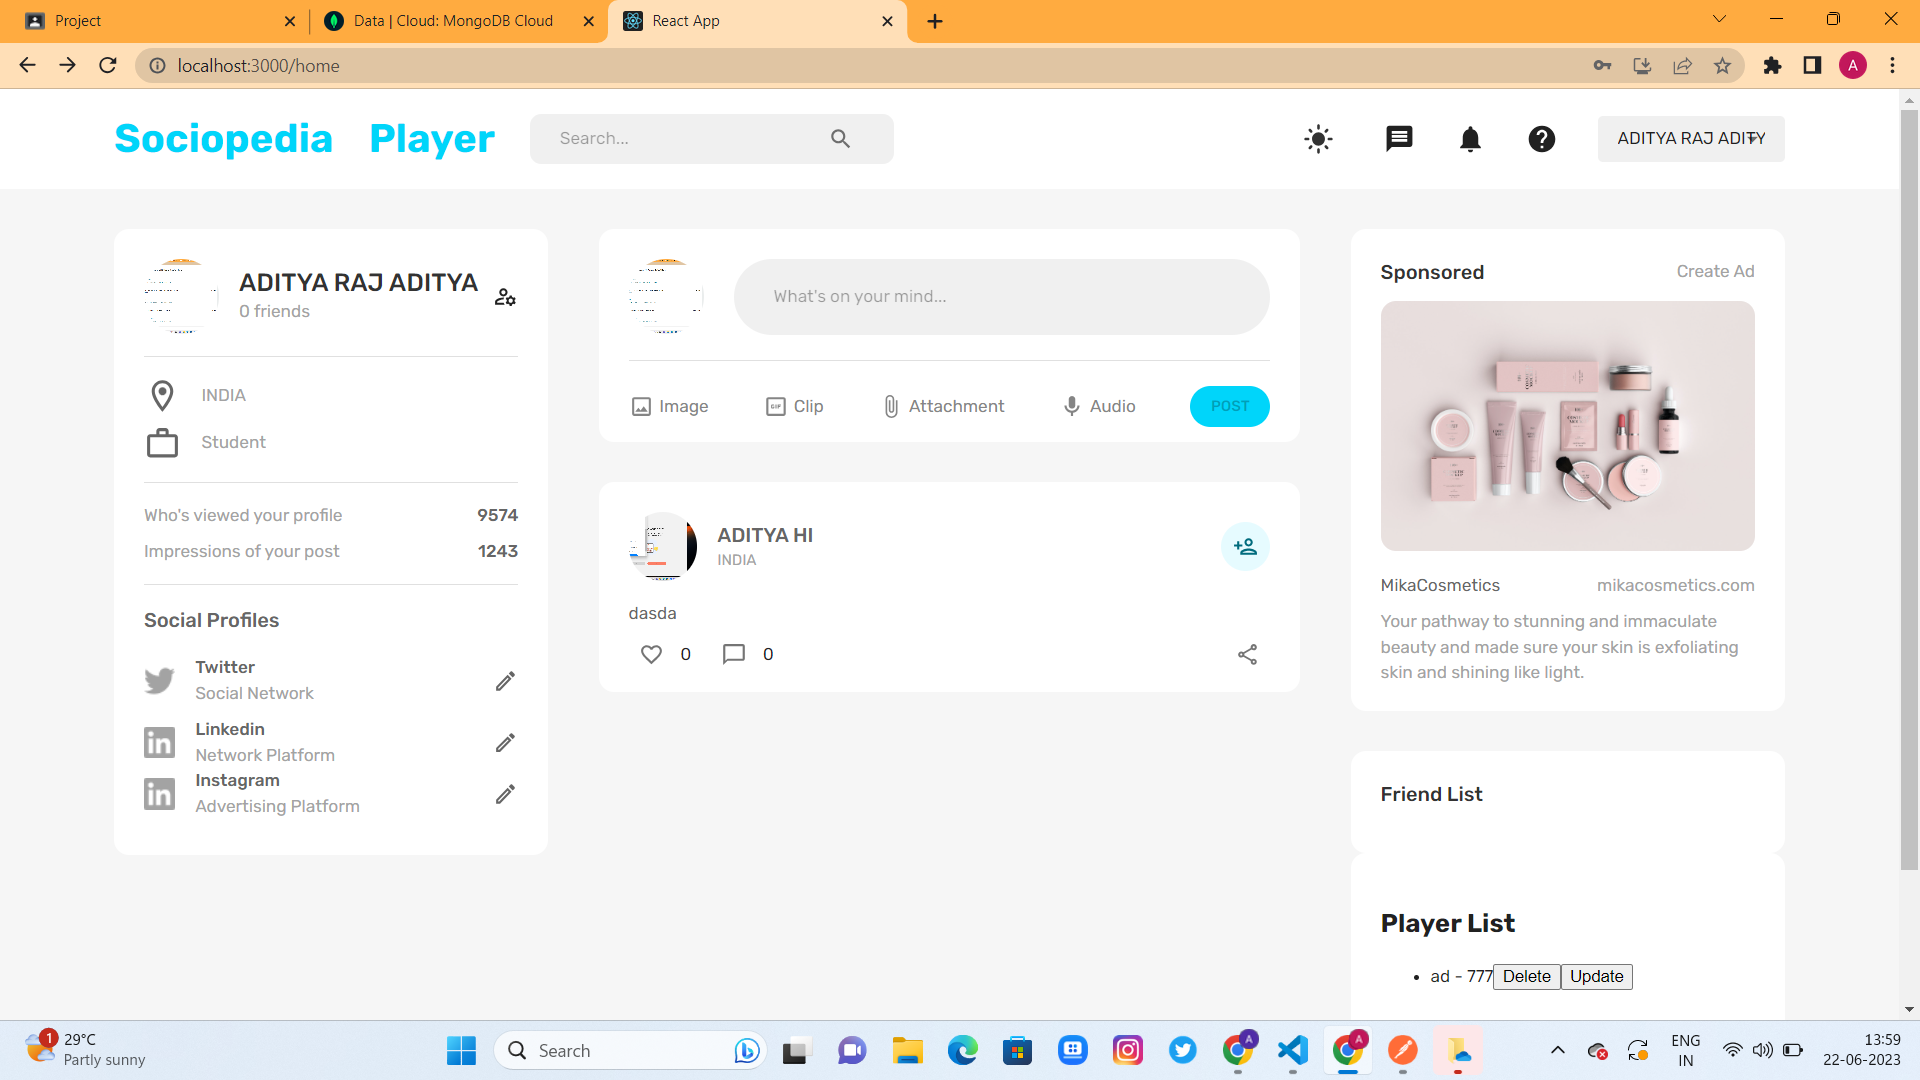 Project
Data | Cloud: MongoDB Cloud
React App
localhost:3000/home
A
Sociopedia Player
Search...
ADITYA RAJ ADITY
ADITYA RAJ ADITYA
0 friends
INDIA
Student
Who's viewed your profile 9574
Impressions of your post 1243
Social Profiles
Twitter
Social Network
Linkedin
Network Platform
Instagram
Advertising Platform
What's on your mind...
Image
GIF Clip
Attachment
Audio
POST
ADITYA HI
INDIA
dasda
0 0
Sponsored Create Ad
MikaCosmetics mikacosmetics.com
Your pathway to stunning and immaculate
beauty and made sure your skin is exfoliating
skin and shining like light.
Friend List
Player List
• ad - 777 Delete Update
1
29°C
Partly sunny
Search
A
A
ENG
IN
13:59
22-06-2023